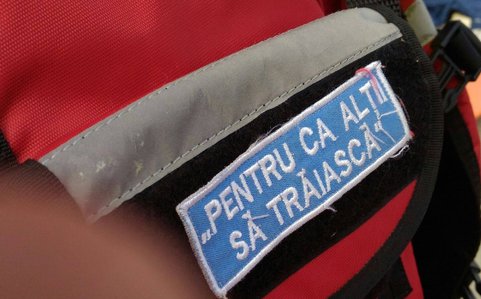 „PENTRU CA ALȚII
SĂ TRĂIASCĂ"